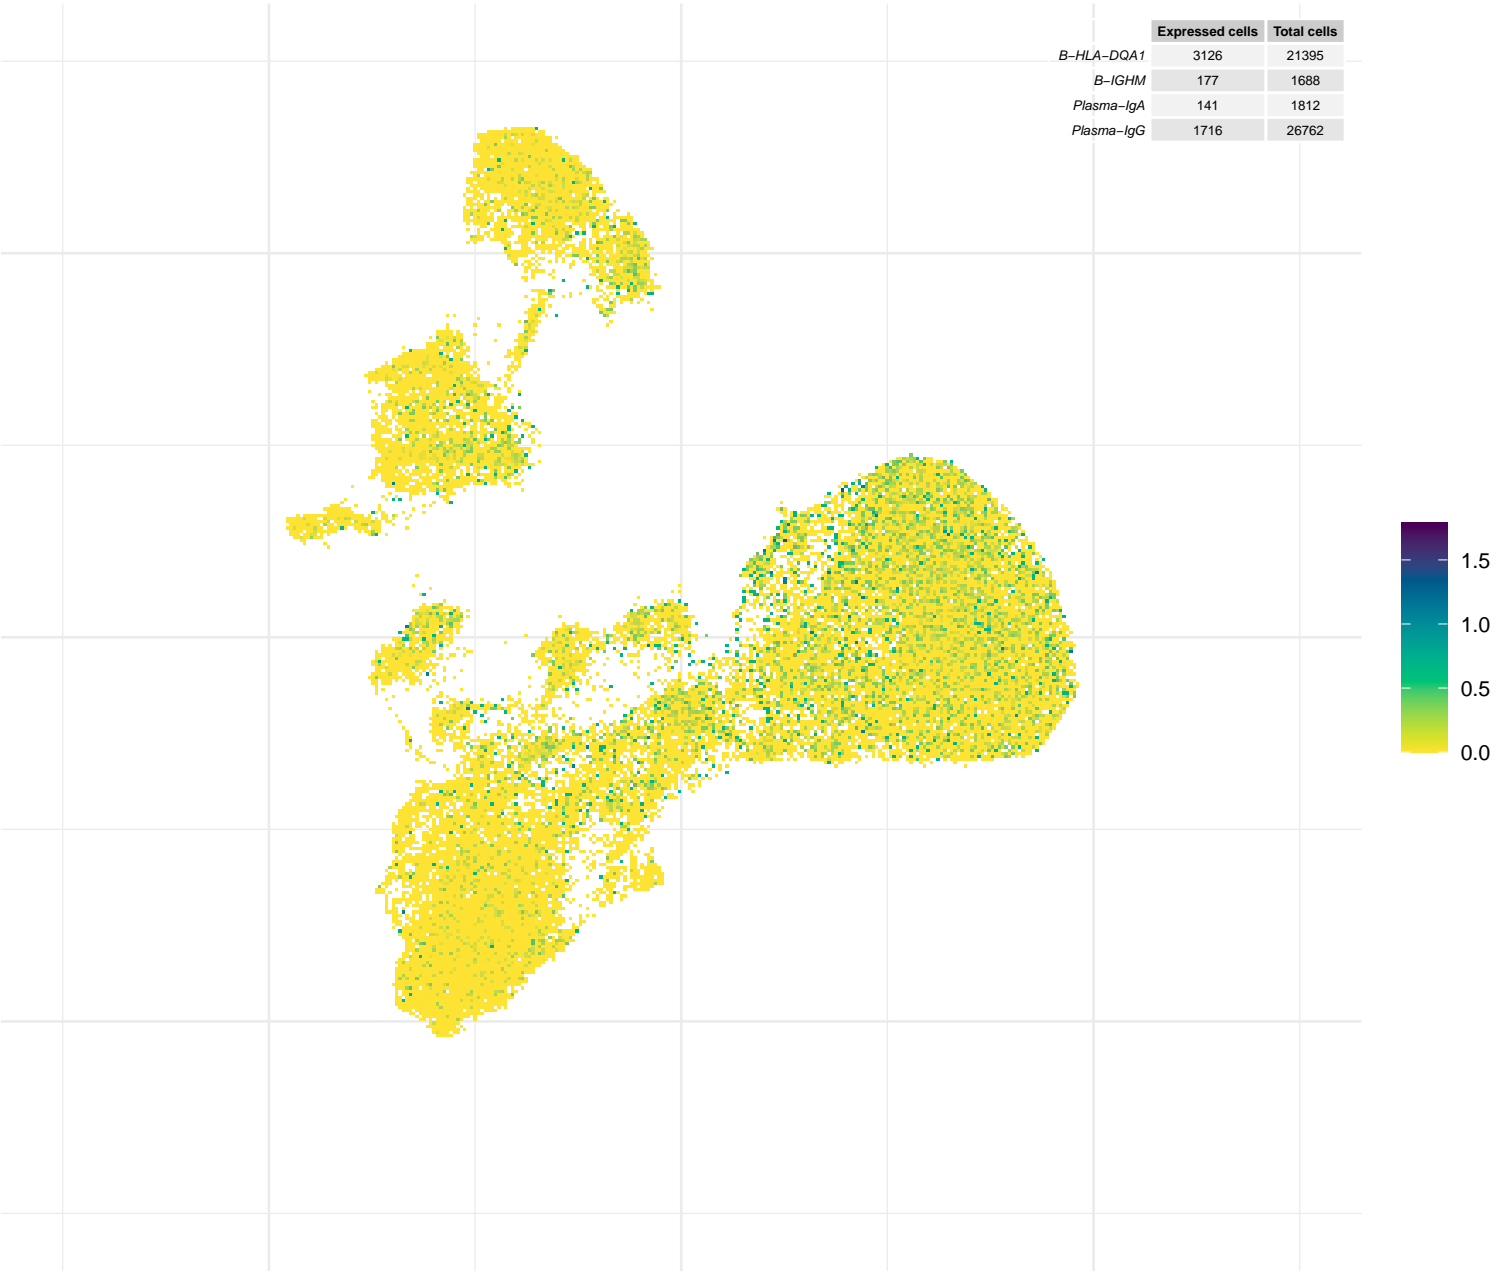 Expressed cells Total cells
B−HLA−DQA1 3126 21395
B−IGHM 177 1688
Plasma−IgA 141 1812
Plasma−IgG 1716 26762
1.5
1.0
0.5
0.0